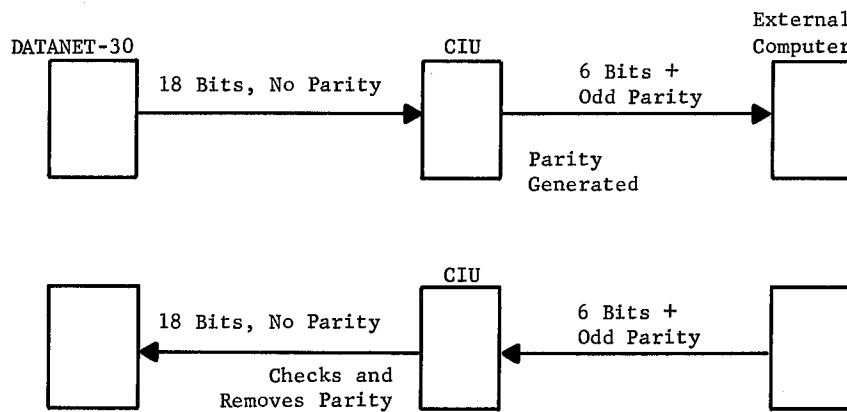 External
DATANET-30 CIU Computer
18 Bits, No Parity
6 Bits +
Odd Parity
Parity
Generated
CIU
18 Bits, No Parity
6 Bits +
Odd Parity
Checks and
Removes Parity